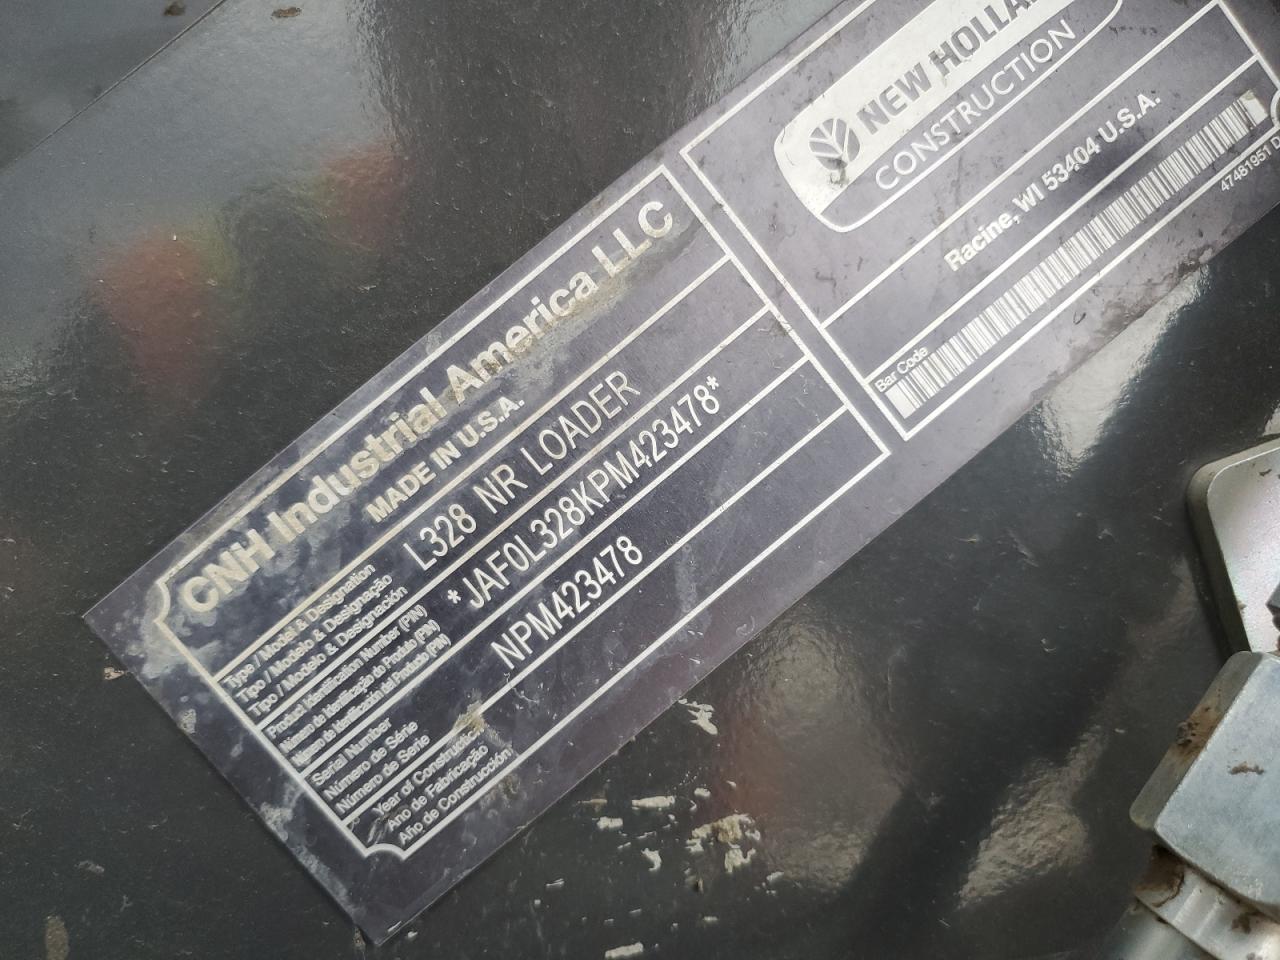 CNH Industrial America LLC
MADE IN U.S.A.
Type / Model & Designation
Tipo / Modelo & Designação
Tipo / Modelo & Designación
L328 NR LOADER
Product Identification Number (PIN)
Número de Identificação do Produto (PIN)
Número de Identificación del Producto (PIN)
*JAF0L328KPM423478*
Serial Number
Número de Série
Número de Serie
NPM423478
Year of Construction
Ano de Fabricação
Año de Construcción
NEW HOLLA
CONSTRUCTION
Racine, WI 53404 U.S.A.
Bar Code
47481951 D